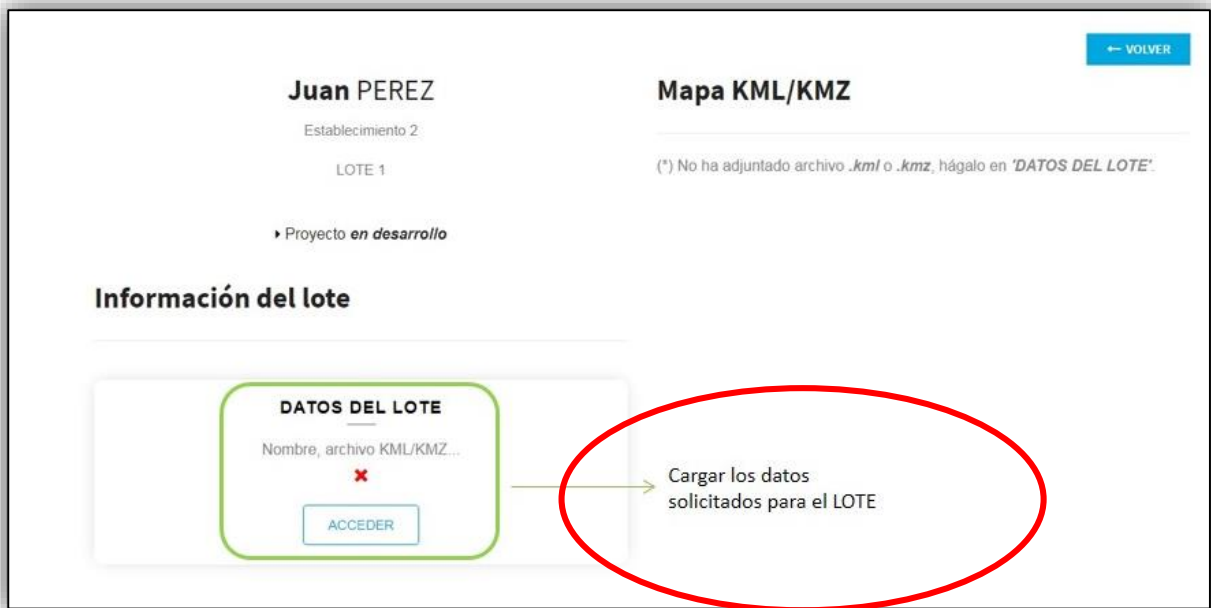 ← VOLVER
Juan PEREZ
Establecimiento 2
LOTE 1
Proyecto en desarrollo
Mapa KML/KMZ
(*) No ha adjuntado archivo .kml o .kmz, hágalo en 'DATOS DEL LOTE'.
Información del lote
DATOS DEL LOTE
Nombre, archivo KML/KMZ...
ACCEDER
Cargar los datos
solicitados para el LOTE